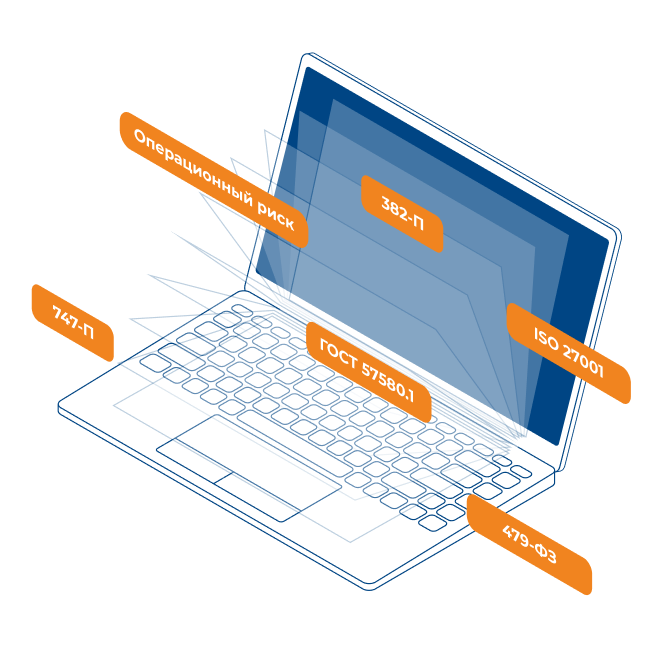 Операционный риск
382-П
747-П
ISO 27001
ГОСТ 57580.1
479-ФЗ